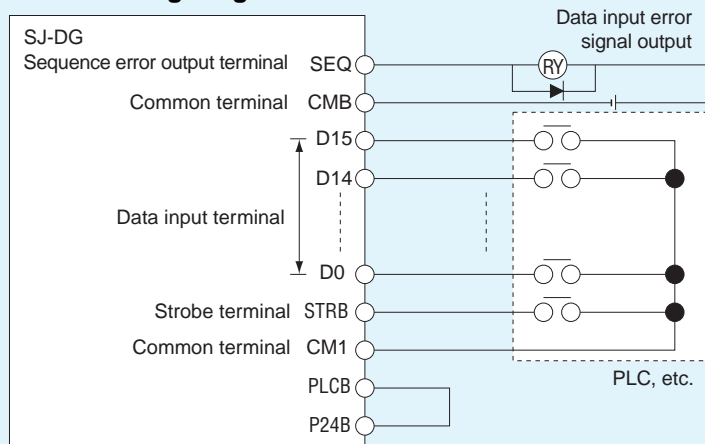 Data input error
signal output
SJ-DG
Sequence error output terminal SEQ
RY
Common terminal CMB
D15
D14
Data input terminal
D0
Strobe terminal STRB
Common terminal CM1
PLCB
PLC, etc.
P24B